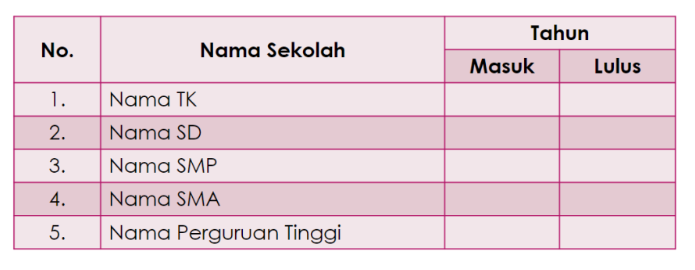 No. Nama Sekolah Tahun
Masuk Lulus
1. Nama TK
2. Nama SD
3. Nama SMP
4. Nama SMA
5. Nama Perguruan Tinggi